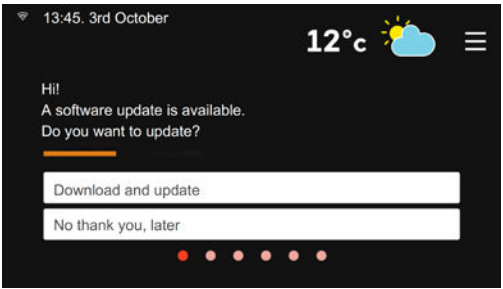 13:45. 3rd October
12°c
Hi!
A software update is available.
Do you want to update?
Download and update
No thank you, later